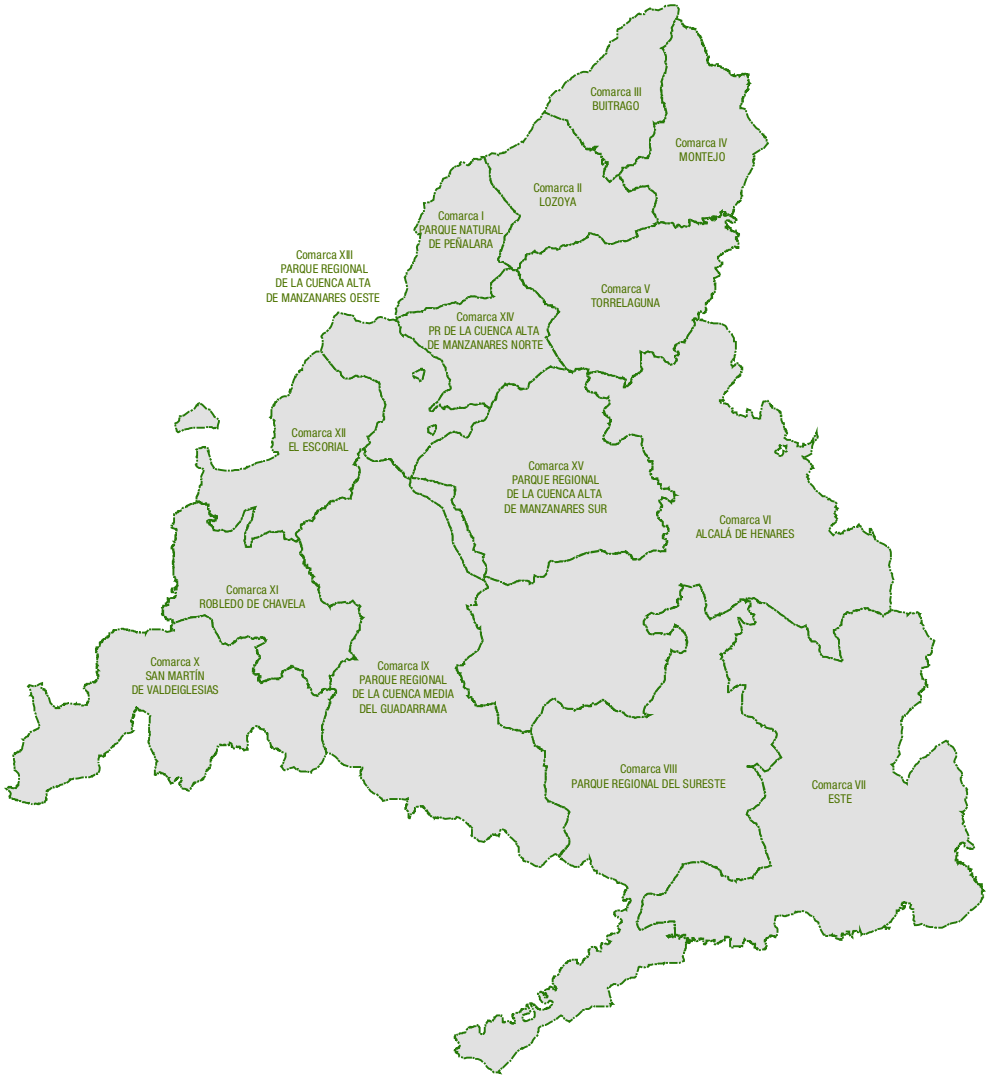 Comarca III
BUITRAGO
Comarca IV
MONTEJO
Comarca II
LOZOYA
Comarca I
PARQUE NATURAL
DE PEÑALARA
Comarca XIII
PARQUE REGIONAL
DE LA CUENCA ALTA
DE MANZANARES OESTE
Comarca V
TORRELAGUNA
Comarca XIV
PR DE LA CUENCA ALTA
DE MANZANARES NORTE
Comarca XII
EL ESCORIAL
Comarca XV
PARQUE REGIONAL
DE LA CUENCA ALTA
DE MANZANARES SUR
Comarca VI
ALCALÁ DE HENARES
Comarca XI
ROBLEDO DE CHAVELA
Comarca X
SAN MARTÍN
DE VALDEIGLESIAS
Comarca IX
PARQUE REGIONAL
DE LA CUENCA MEDIA
DEL GUADARRAMA
Comarca VIII
PARQUE REGIONAL DEL SURESTE
Comarca VII
ESTE